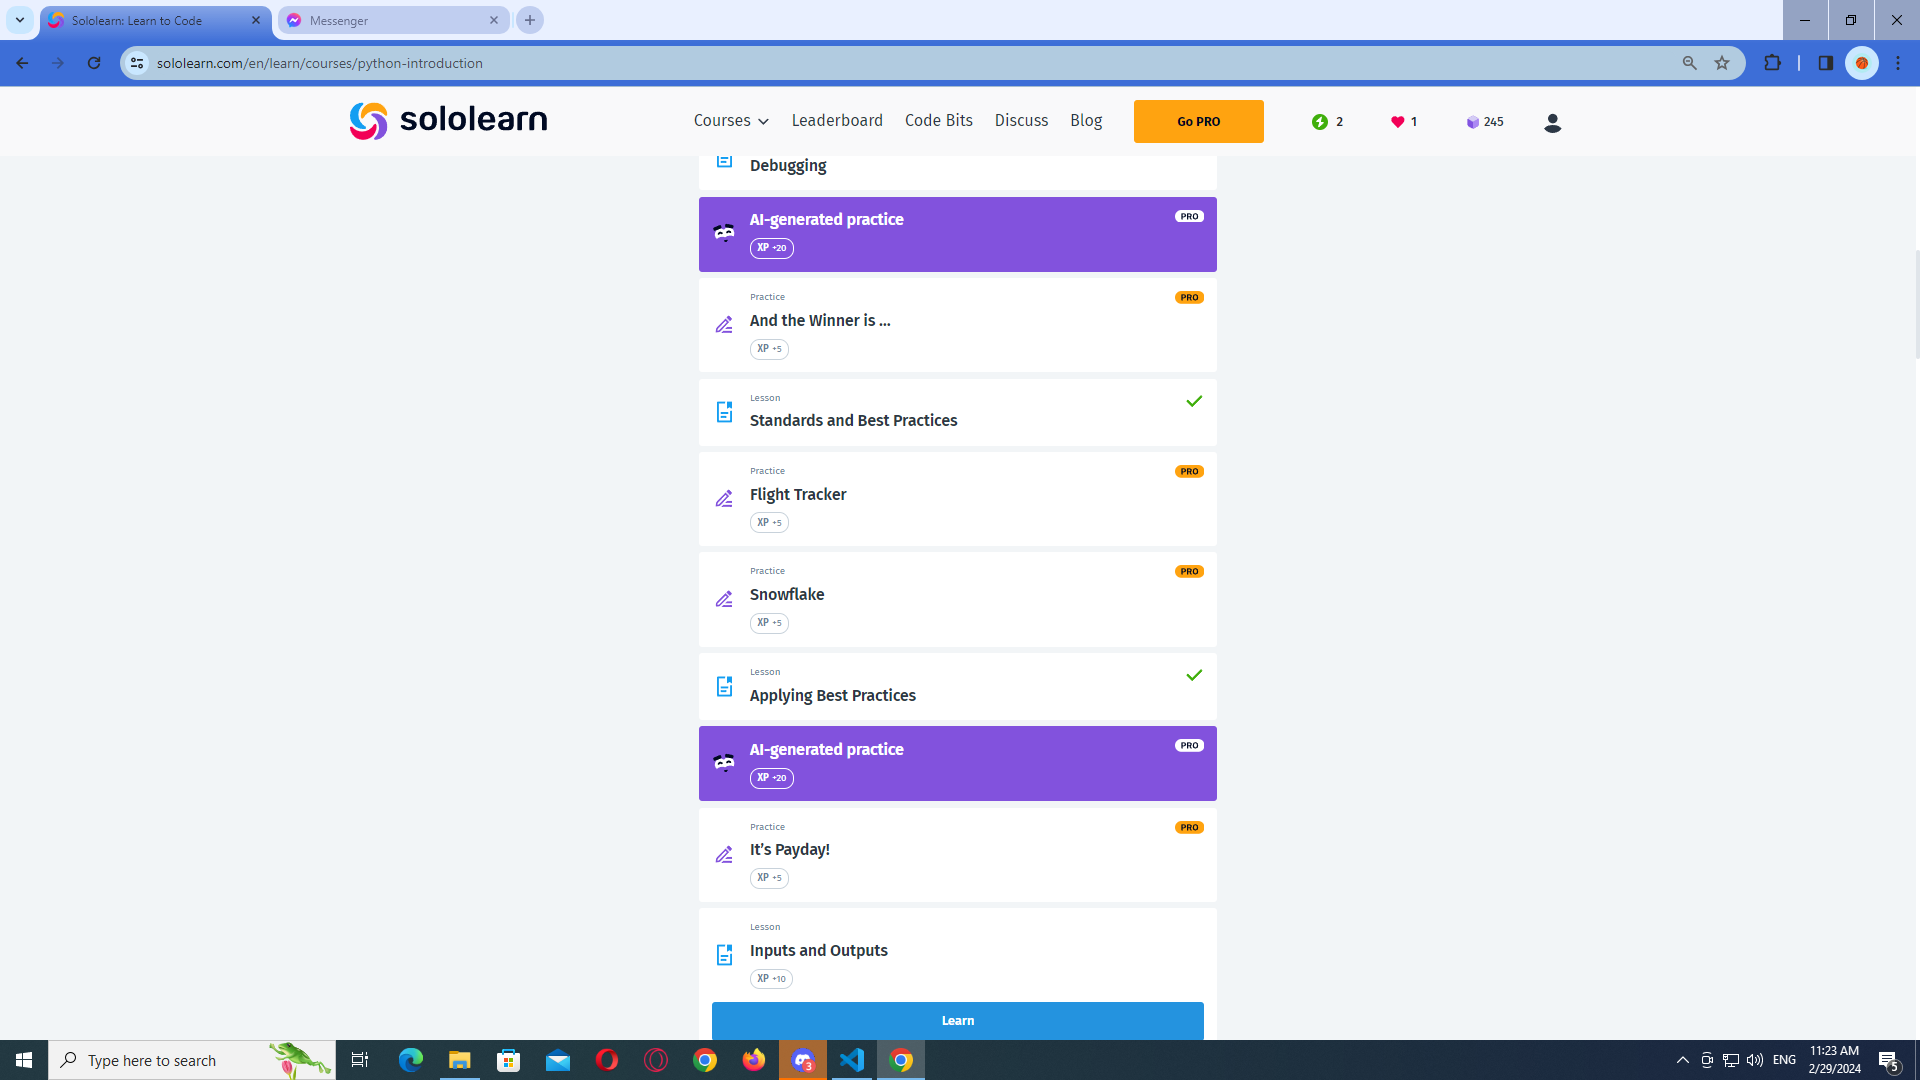 Sololearn: Learn to Code
Messenger
sololearn.com/en/learn/courses/python-introduction
sololearn
Courses
Leaderboard
Code Bits
Discuss
Blog
Go PRO
2
1
245
Debugging
AI-generated practice
PRO
XP +20
Practice
PRO
And the Winner is ...
XP +5
Lesson
Standards and Best Practices
Practice
PRO
Flight Tracker
XP +5
Practice
PRO
Snowflake
XP +5
Lesson
Applying Best Practices
AI-generated practice
PRO
XP +20
Practice
PRO
It’s Payday!
XP +5
Lesson
Inputs and Outputs
XP +10
Learn
Type here to search
3
ENG
11:23 AM
2/29/2024
5